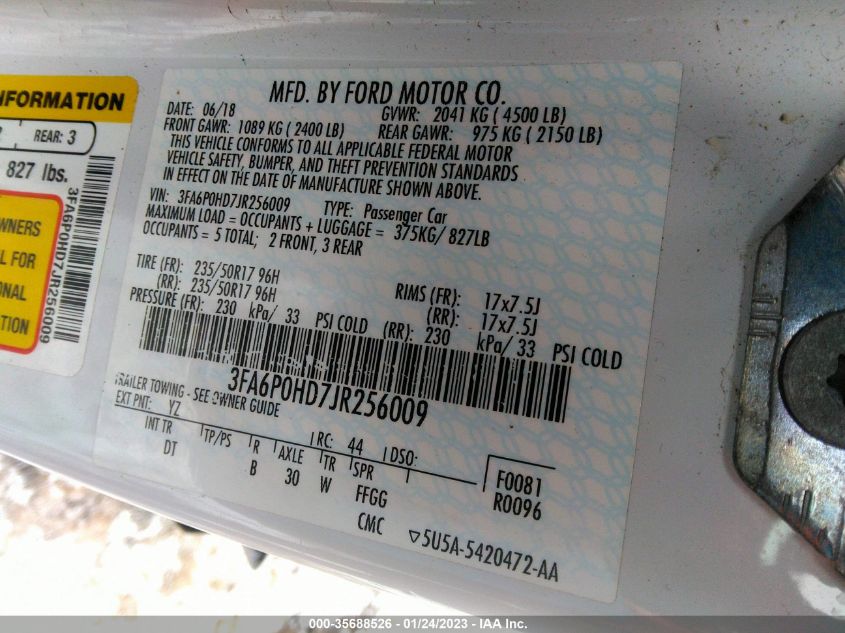 NFORMATION
REAR: 3
827 lbs.
OWNERS
L FOR
ONAL
TION
3FA6P0HD7JR256009
MFD. BY FORD MOTOR CO.
DATE: 06/18 GVWR: 2041 KG ( 4500 LB)
FRONT GAWR: 1089 KG ( 2400 LB) REAR GAWR: 975 KG ( 2150 LB)
THIS VEHICLE CONFORMS TO ALL APPLICABLE FEDERAL MOTOR
VEHICLE SAFETY, BUMPER, AND THEFT PREVENTION STANDARDS
IN EFFECT ON THE DATE OF MANUFACTURE SHOWN ABOVE.
VIN: 3FA6P0HD7JR256009 TYPE: Passenger Car
MAXIMUM LOAD = OCCUPANTS + LUGGAGE = 375KG/ 827LB
OCCUPANTS = 5 TOTAL; 2 FRONT, 3 REAR
TIRE (FR): 235/50R17 96H RIMS (FR): 17x7.5J
(RR): 235/50R17 96H (RR): 17x7.5J
PRESSURE (FR): 230 kPa/ 33 PSI COLD (RR): 230 kPa/ 33 PSI COLD
3FA6P0HD7JR256009
TRAILER TOWING - SEE OWNER GUIDE
EXT PNT: YZ RC: 44 DSO:
INT TR TP/PS R AXLE TR SPR F0081
DT B 30 W FFGG R0096
CMC ▽5U5A-5420472-AA
000-35688526 - 01/24/2023 - IAA Inc.